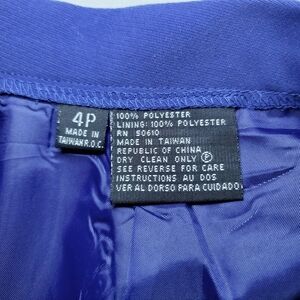 4P
MADE IN
TAIWAN R.O.C.
100% POLYESTER
LINING: 100% POLYESTER
RN 50610
MADE IN TAIWAN
REPUBLIC OF CHINA
DRY CLEAN ONLY Ⓟ
SEE REVERSE FOR CARE
INSTRUCTIONS AU DOS
VER AL DORSO PARA CUIDADO